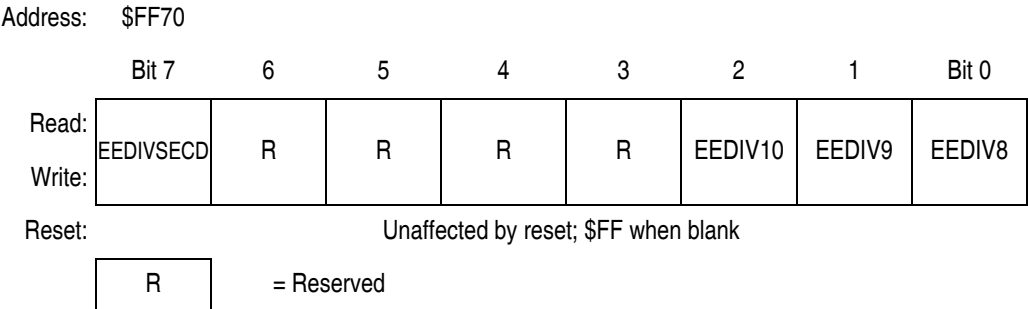 Address: $FF70
Bit 7 6 5 4 3 2 1 Bit 0
Read:
EEDIVSECD R R R R EEDIV10 EEDIV9 EEDIV8
Write:
Reset: Unaffected by reset; $FF when blank
R = Reserved